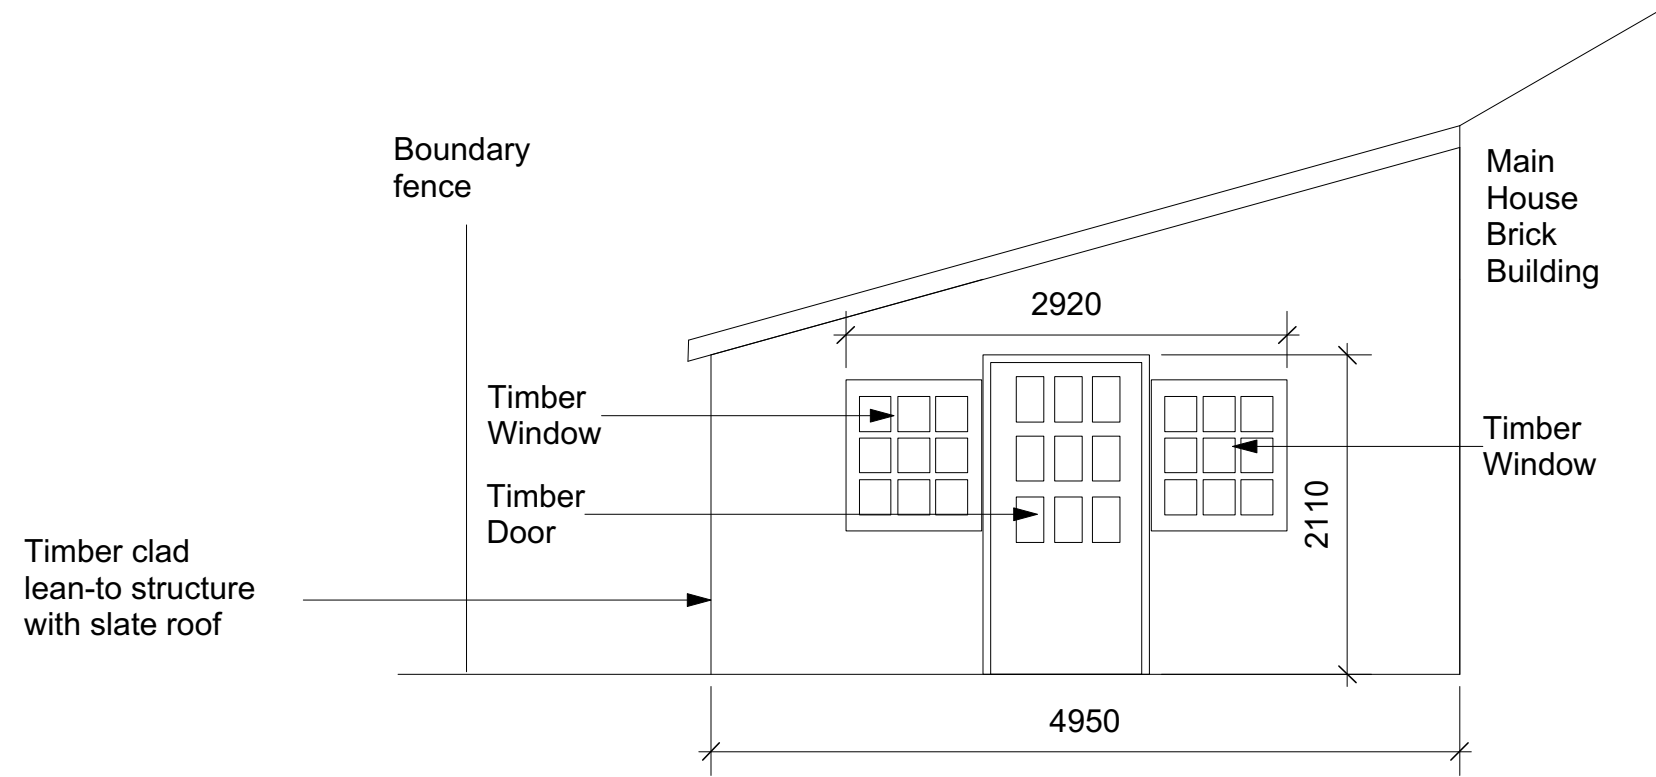 Boundary
fence
Main
House
Brick
Building
2920
Timber
Window
Timber
Window
Timber
Door
2110
Timber clad
lean-to structure
with slate roof
4950